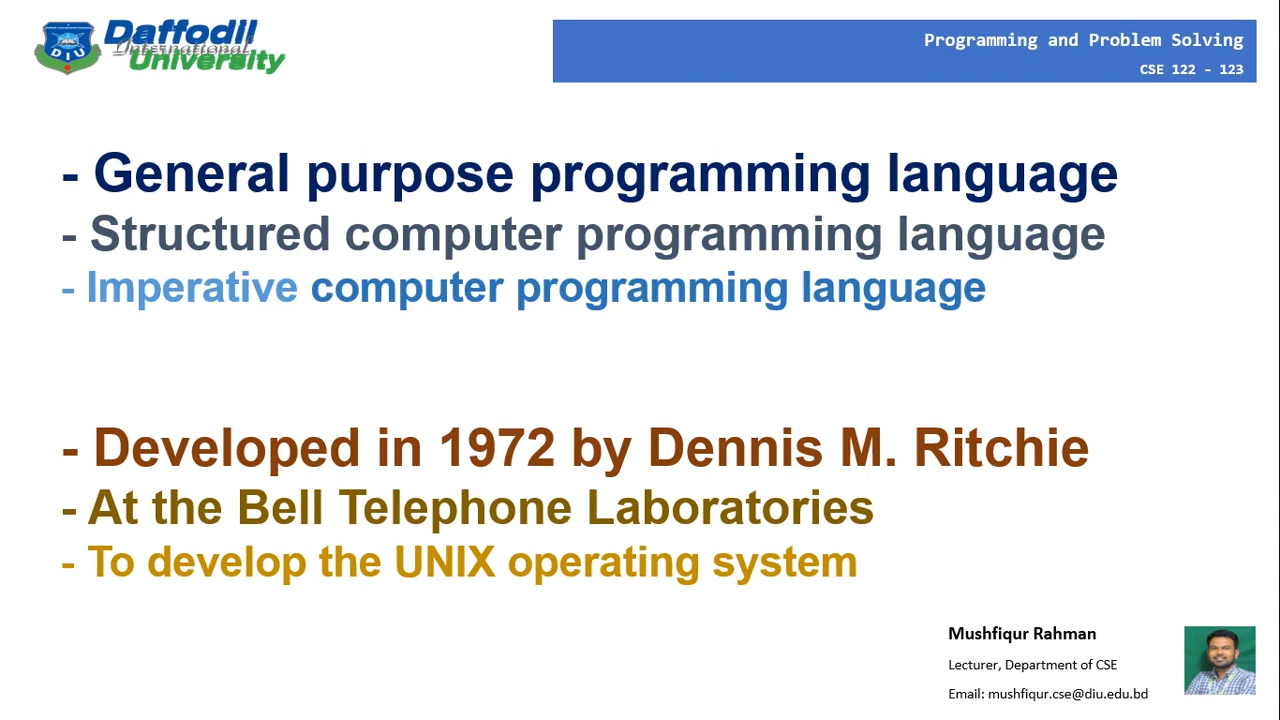 DIU
Daffodil
International
University
Programming and Problem Solving
CSE 122 - 123
- General purpose programming language
- Structured computer programming language
- Imperative computer programming language
- Developed in 1972 by Dennis M. Ritchie
- At the Bell Telephone Laboratories
- To develop the UNIX operating system
Mushfiqur Rahman
Lecturer, Department of CSE
Email: mushfiqur.cse@diu.edu.bd